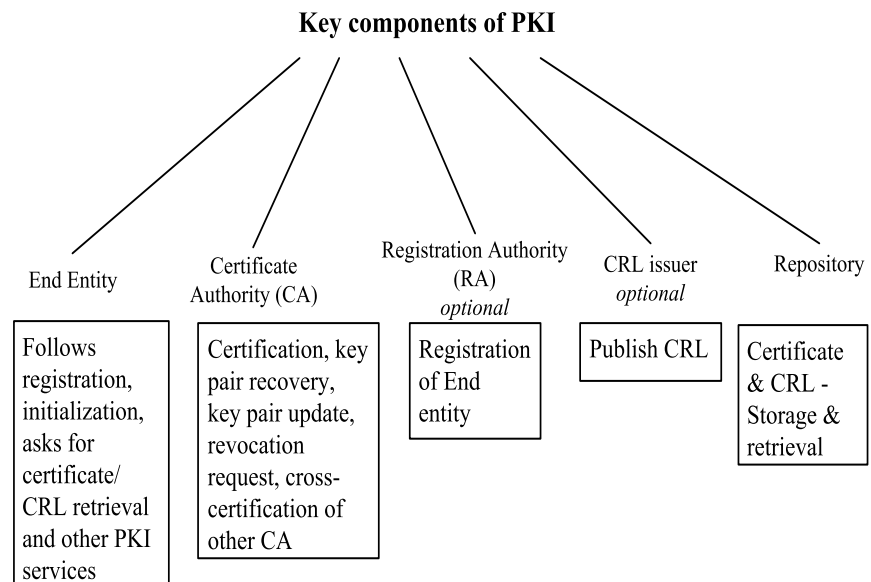 Key components of PKI
End Entity
Certificate
Authority (CA)
Registration Authority
(RA)
optional
CRL issuer
optional
Repository
Follows
registration,
initialization,
asks for
certificate/
CRL retrieval
and other PKI
services
Certification, key
pair recovery,
key pair update,
revocation
request, cross-
certification of
other CA
Registration
of End
entity
Publish CRL
Certificate
& CRL -
Storage &
retrieval